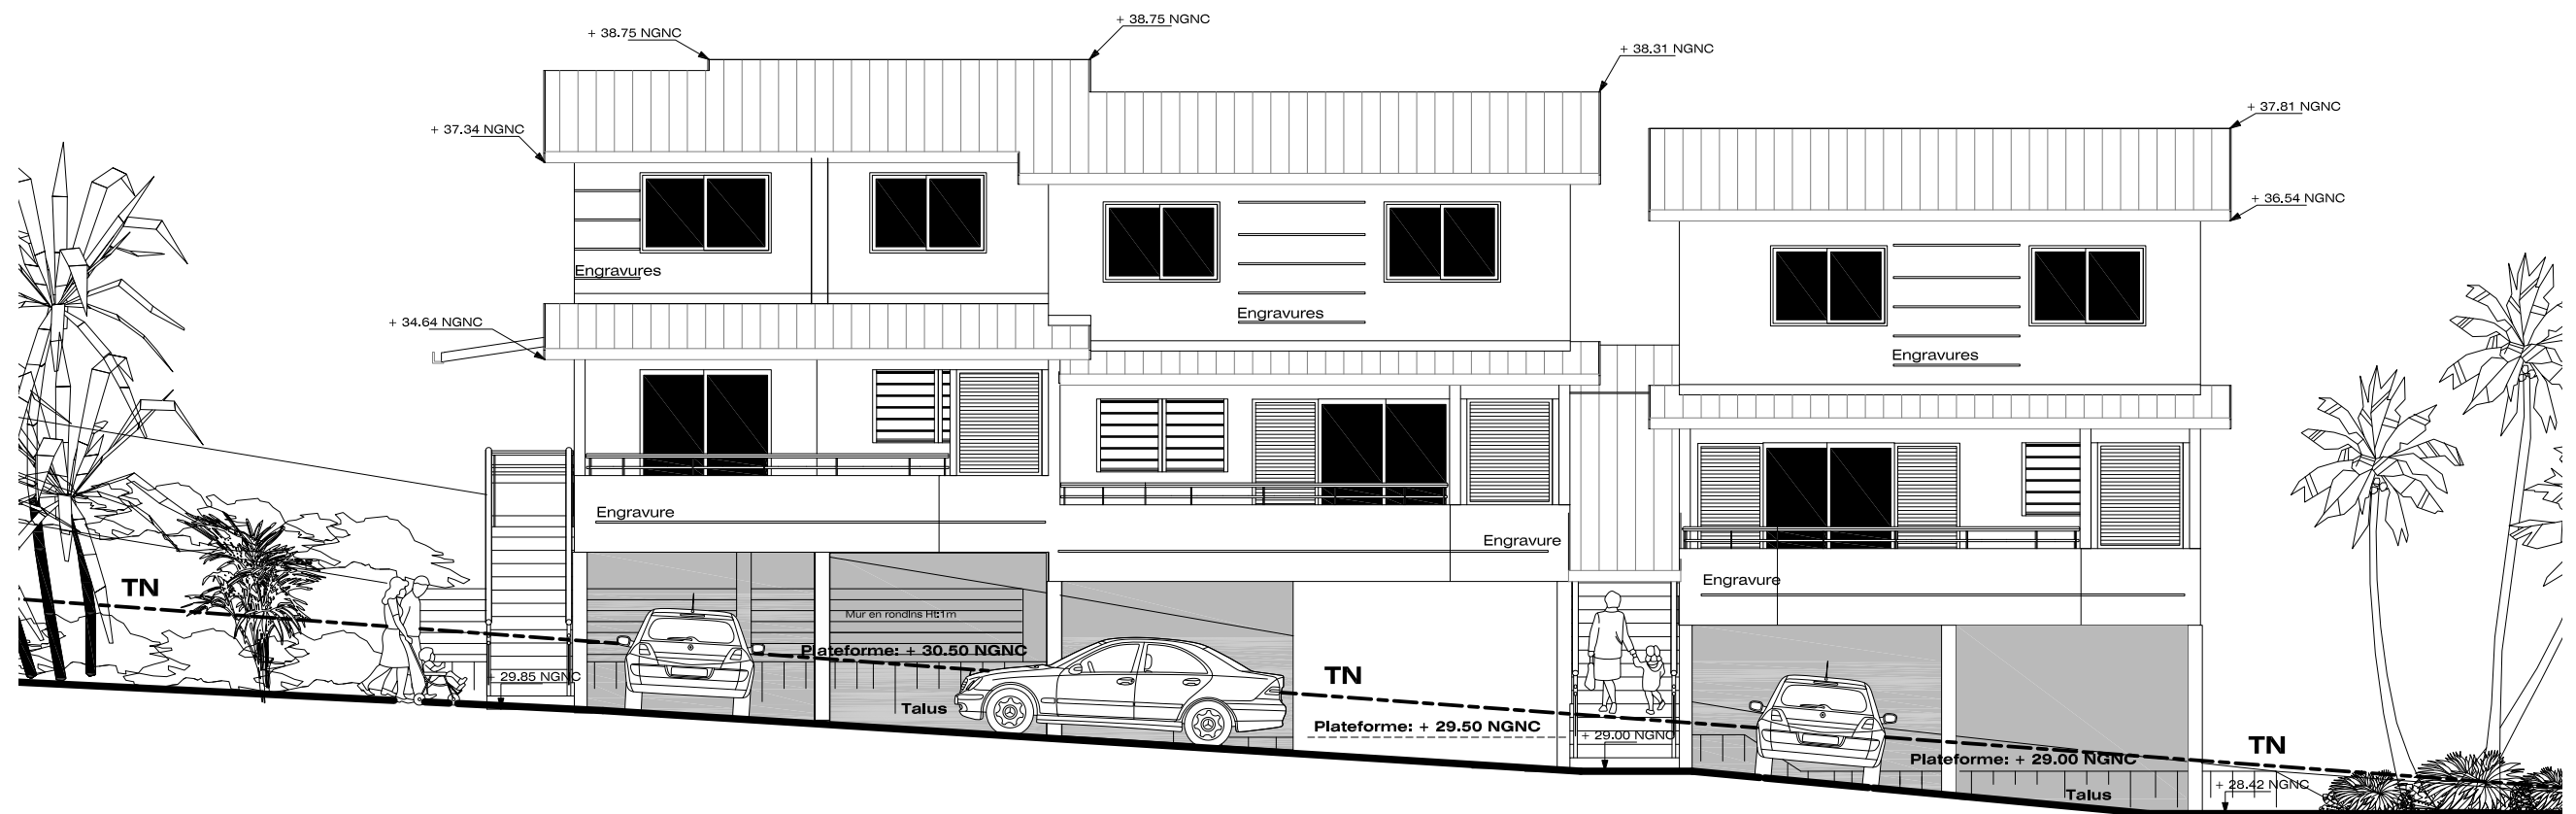 + 38.75 NGNC
+ 38.75 NGNC
+ 38.31 NGNC
+ 37.81 NGNC
+ 37.34 NGNC
+ 36.54 NGNC
Engravures
Engravures
+ 34.64 NGNC
Engravures
Engravure
Engravure
Engravure
TN
Mur en rondins Ht:1m
Plateforme: + 30.50 NGNC
+ 29.85 NGNC
TN
Talus
Plateforme: + 29.50 NGNC
+ 29.00 NGNC
TN
Plateforme: + 29.00 NGNC
+ 28.42 NGNC
Talus